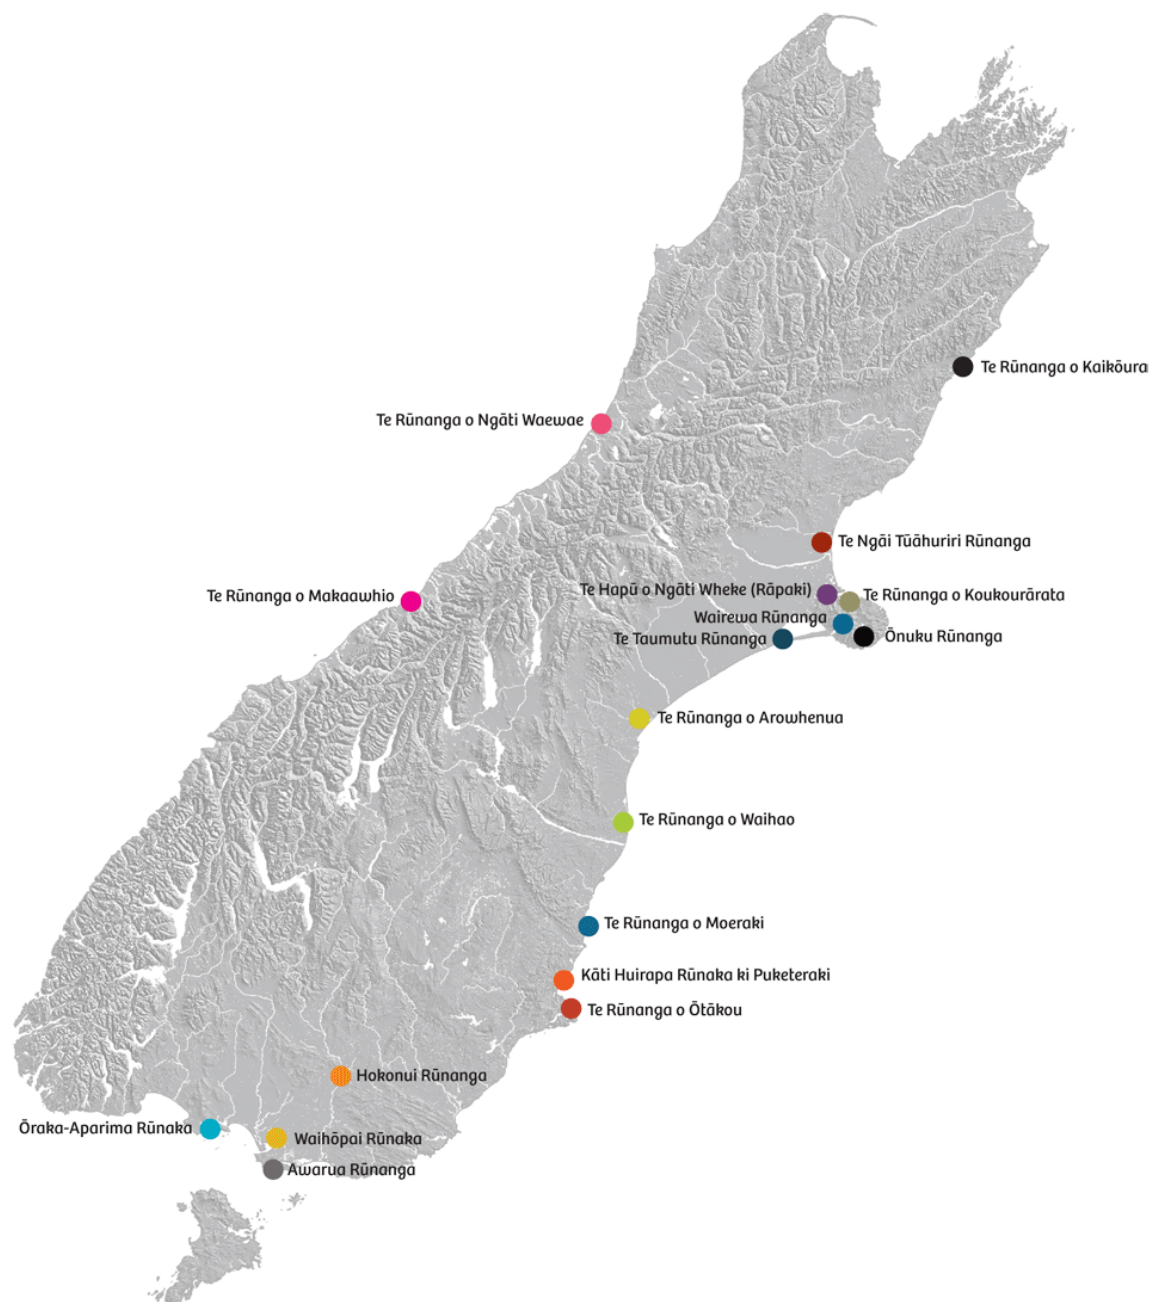 Te Rūnanga o Kaikōura
Te Rūnanga o Ngāti Waewae
Te Ngāi Tūāhuriri Rūnanga
Te Hapū o Ngāti Wheke (Rāpaki)
Te Rūnanga o Koukourārata
Te Rūnanga o Makaawhio
Wairewa Rūnanga
Te Taumutu Rūnanga
Ōnuku Rūnanga
Te Rūnanga o Arowhenua
Te Rūnanga o Waihao
Te Rūnanga o Moeraki
Kāti Huirapa Rūnaka ki Puketeraki
Te Rūnanga o Ōtākou
Hokonui Rūnanga
Ōraka-Aparima Rūnaka
Waihōpai Rūnaka
Awarua Rūnanga